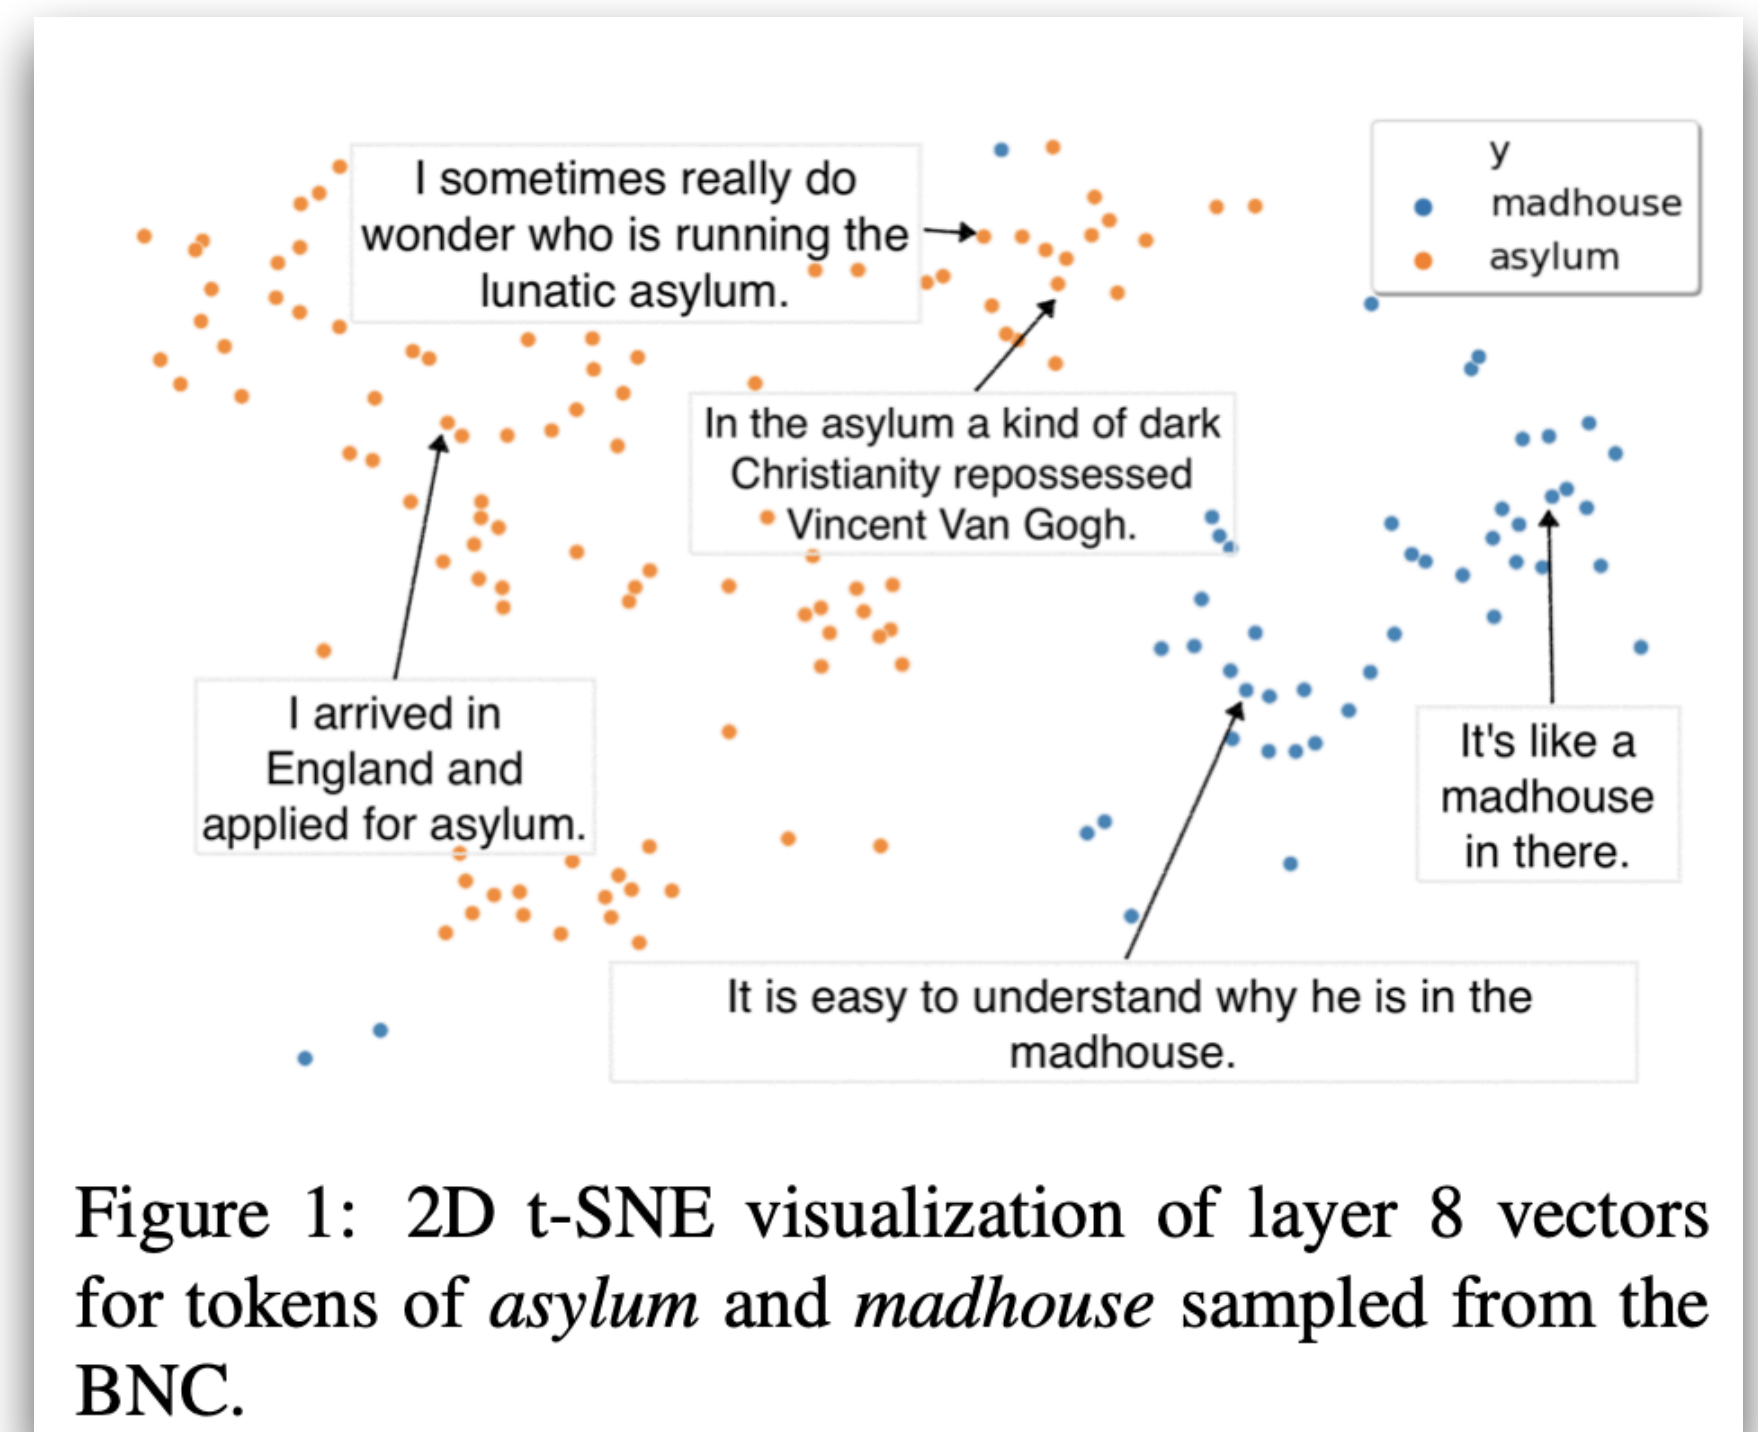 I sometimes really do
wonder who is running the
lunatic asylum.
y
madhouse
asylum
In the asylum a kind of dark
Christianity repossessed
Vincent Van Gogh.
I arrived in
England and
applied for asylum.
It's like a
madhouse
in there.
It is easy to understand why he is in the
madhouse.
Figure 1: 2D t-SNE visualization of layer 8 vectors
for tokens of asylum and madhouse sampled from the
BNC.